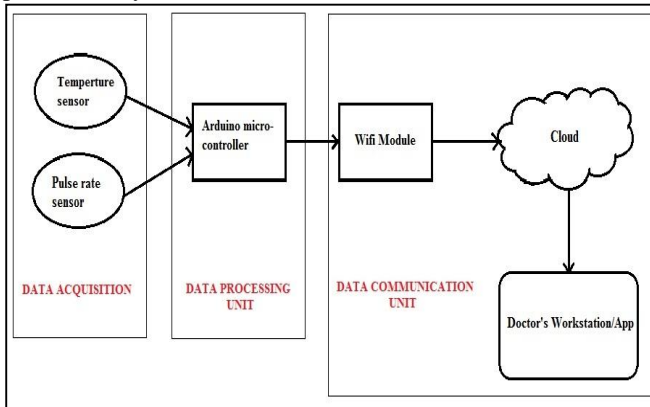 Temperture
sensor
Pulse rate
sensor
DATA ACQUISITION
Arduino micro-
controller
DATA PROCESSING
UNIT
Wifi Module
Cloud
DATA COMMUNICATION
UNIT
Doctor's Workstation/App